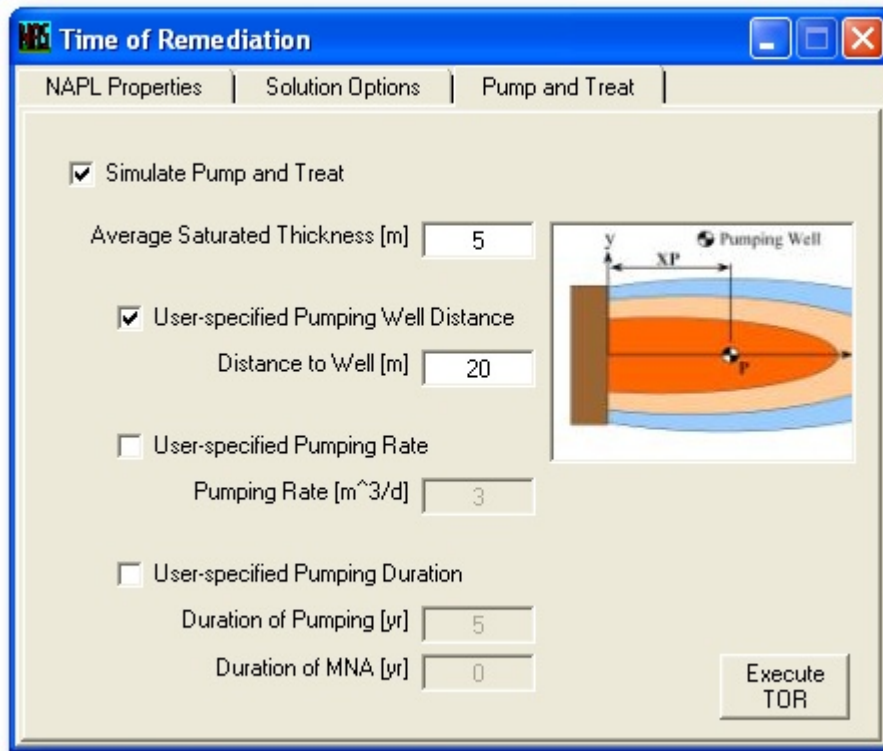 NAS Time of Remediation
NAPL Properties Solution Options Pump and Treat
Simulate Pump and Treat
Average Saturated Thickness [m] 5
y Pumping Well
XP
P
User-specified Pumping Well Distance
Distance to Well [m] 20
User-specified Pumping Rate
Pumping Rate [m^3/d] 3
User-specified Pumping Duration
Duration of Pumping [yr] 5
Duration of MNA [yr] 0
Execute
TOR